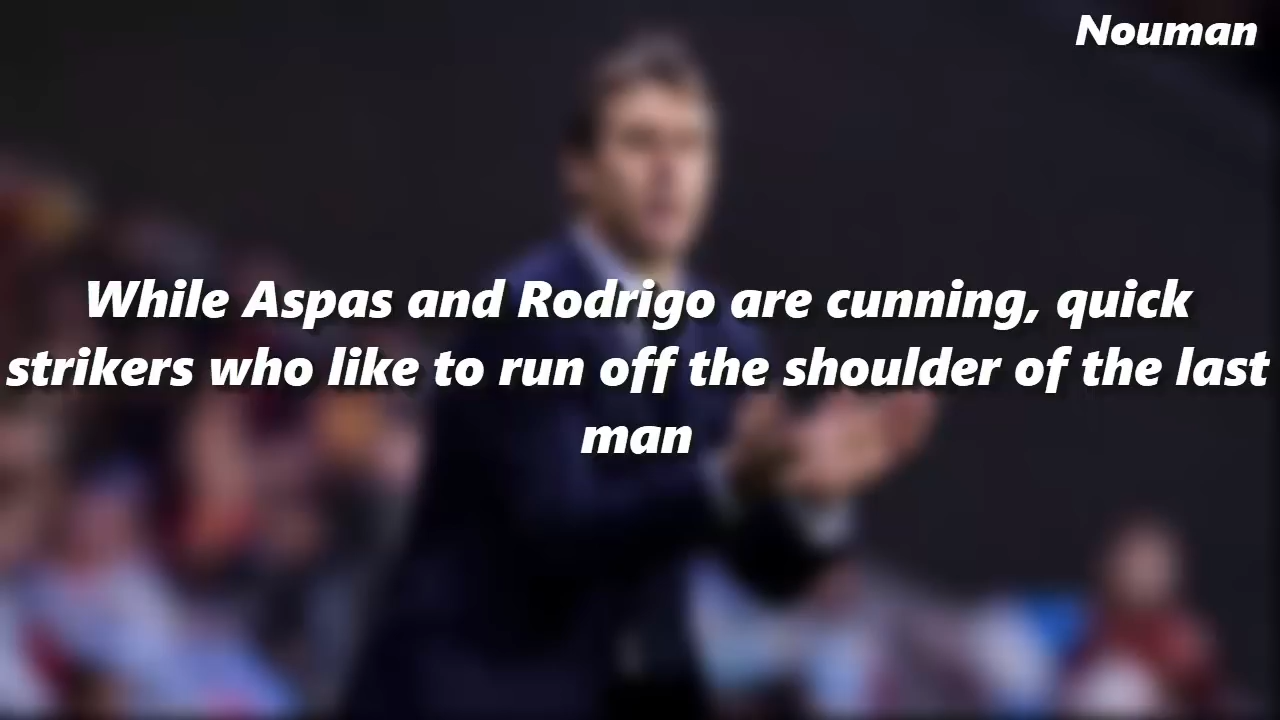 Nouman
While Aspas and Rodrigo are cunning, quick
strikers who like to run off the shoulder of the last
man